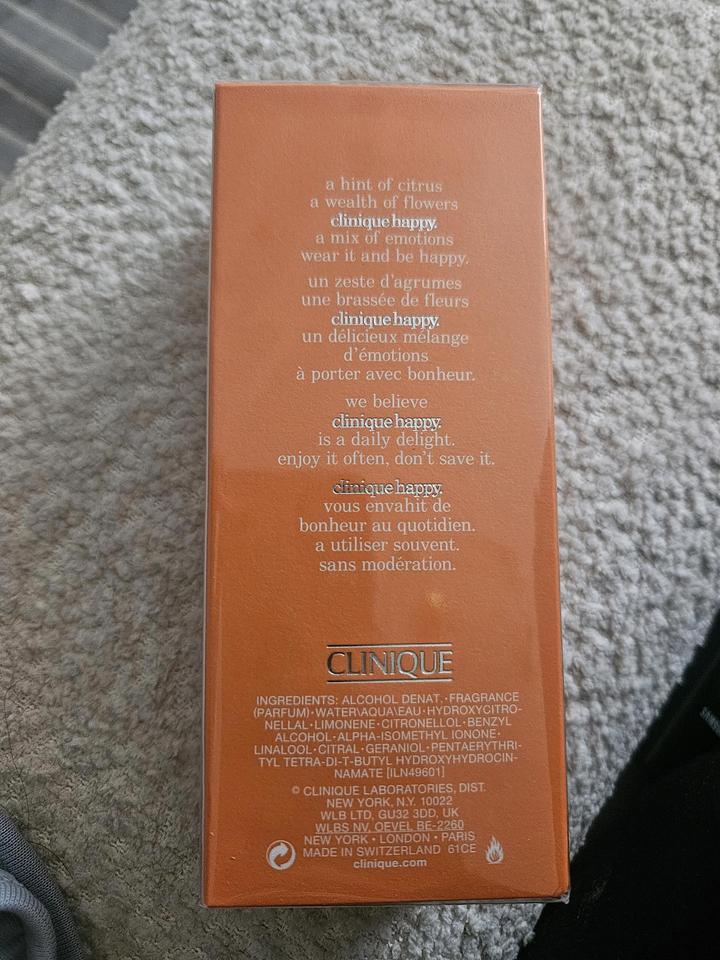 a hint of citrus
a wealth of flowers
clinique happy.
a mix of emotions
wear it and be happy.
un zeste d'agrumes
une brassée de fleurs
clinique happy.
un délicieux mélange
d'émotions
à porter avec bonheur.
we believe
clinique happy.
is a daily delight.
enjoy it often, don't save it.
clinique happy.
vous envahit de
bonheur au quotidien.
a utiliser souvent.
sans modération.
CLINIQUE
INGREDIENTS: ALCOHOL DENAT.•FRAGRANCE
(PARFUM)•WATER\AQUA\EAU•HYDROXYCITRO-
NELLAL•LIMONENE•CITRONELLOL•BENZYL
ALCOHOL•ALPHA-ISOMETHYL IONONE•
LINALOOL•CITRAL•GERANIOL•PENTAERYTHRI-
TYL TETRA-DI-T-BUTYL HYDROXYHYDROCIN-
NAMATE [ILN49601]
© CLINIQUE LABORATORIES, DIST.
NEW YORK, N.Y. 10022
WLB LTD, GU32 3DD, UK
WLBS NV. OEVEL BE-2260
NEW YORK • LONDON • PARIS
MADE IN SWITZERLAND 61CE
clinique.com